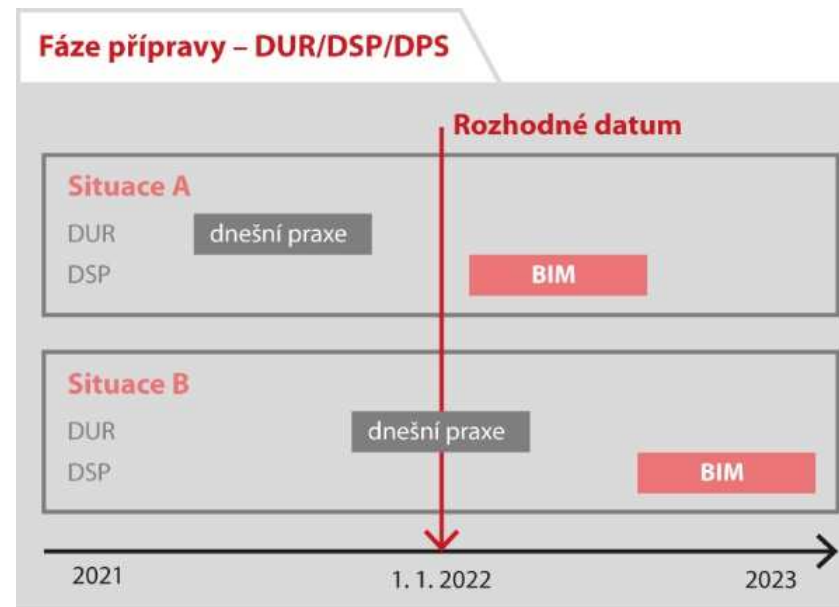 Fáze přípravy – DUR/DSP/DPS
Rozhodné datum
Situace A
DUR dnešní praxe
DSP BIM
Situace B
DUR dnešní praxe
DSP BIM
2021 1. 1. 2022 2023